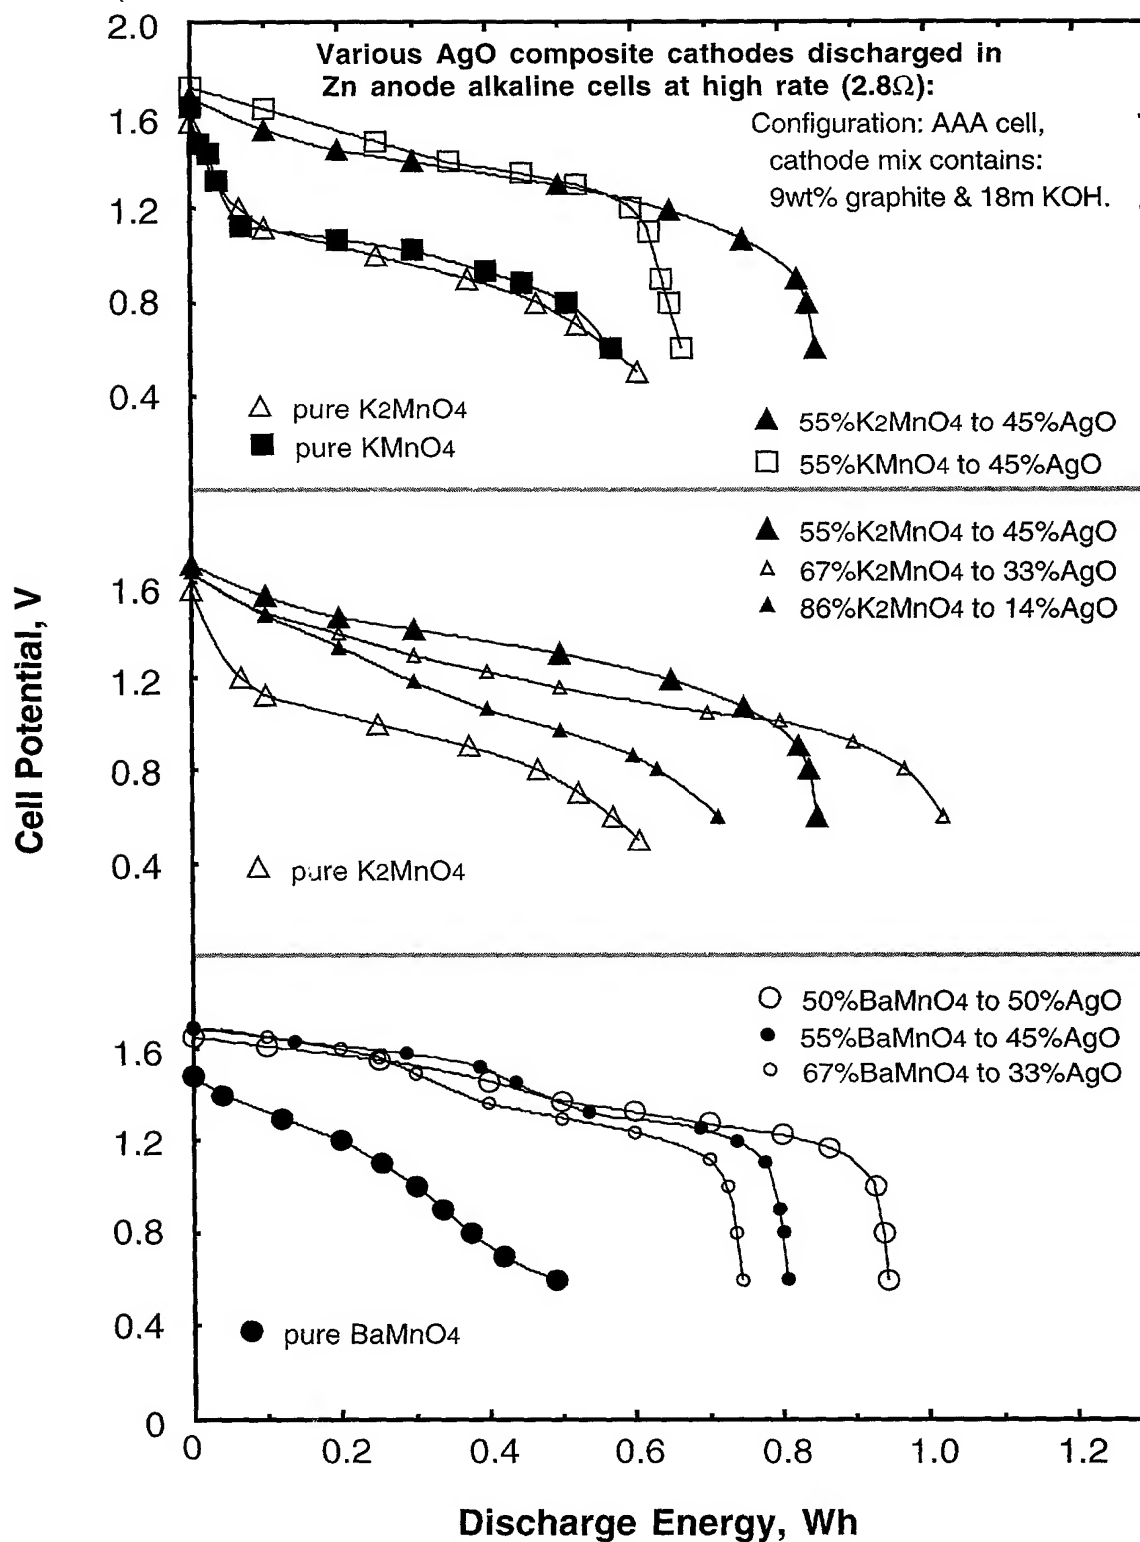 2.0
Various AgO composite cathodes discharged in
Zn anode alkaline cells at high rate (2.8Ω):
Configuration: AAA cell,
cathode mix contains:
9wt% graphite & 18m KOH.
1.6
1.2
0.8
0.4
pure K2MnO4
pure KMnO4
55%K2MnO4 to 45%AgO
55%KMnO4 to 45%AgO
55%K2MnO4 to 45%AgO
67%K2MnO4 to 33%AgO
86%K2MnO4 to 14%AgO
1.6
1.2
0.8
0.4
pure K2MnO4
Cell Potential, V
50%BaMnO4 to 50%AgO
55%BaMnO4 to 45%AgO
67%BaMnO4 to 33%AgO
1.6
1.2
0.8
0.4
0
pure BaMnO4
0 0.2 0.4 0.6 0.8 1.0 1.2
Discharge Energy, Wh